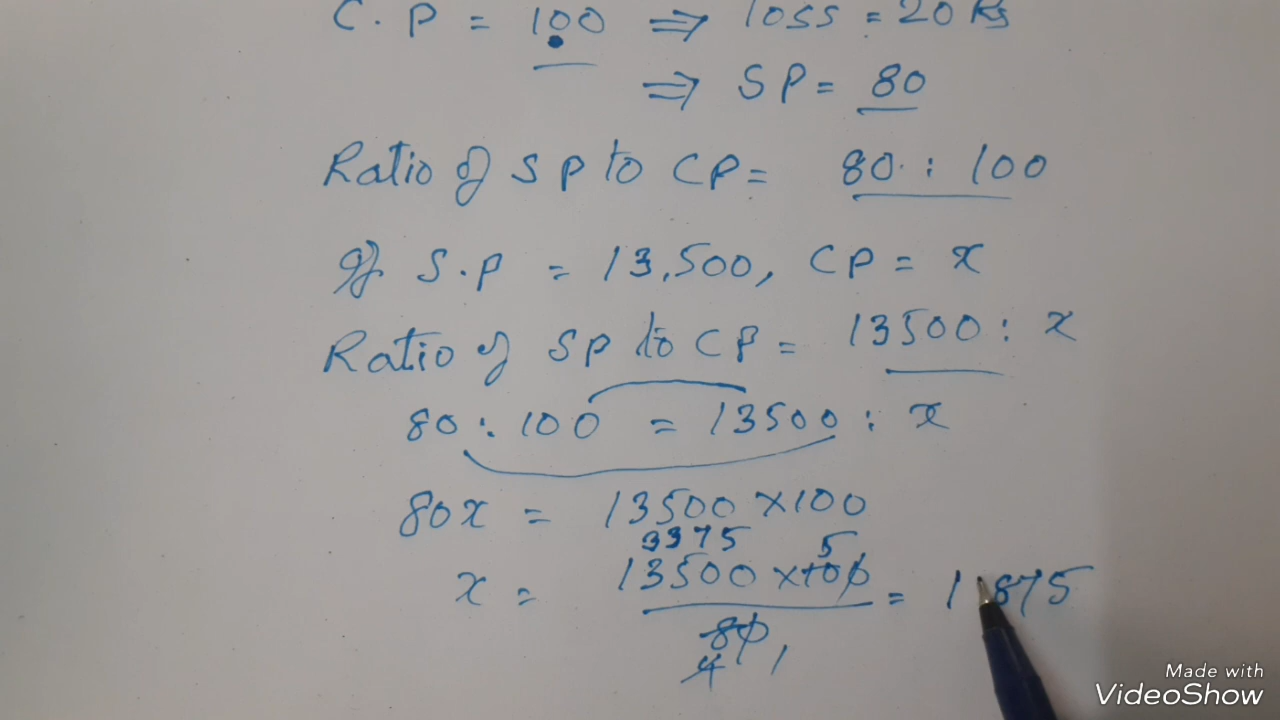 C.P = 100 ⇒ loss = 20 Rs
⇒ SP = 80
Ratio of SP to CP = 80 : 100
If S.P = 13,500, CP = x
Ratio of SP to CP = 13500 : x
80 : 100 = 13500 : x
80x = 13500 × 100
3375 5
x = 13500 × 100 / 80 = 1 875
4 1
Made with
VideoShow